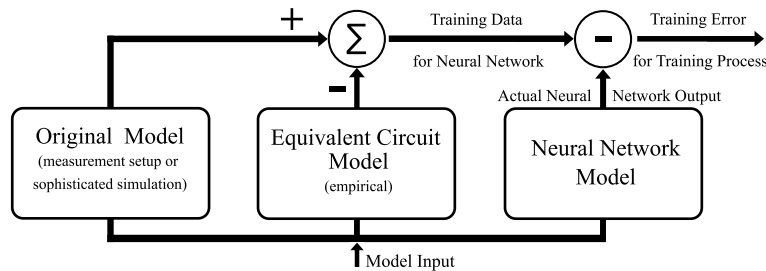 +
Σ
Training Data
for Neural Network
-
Training Error
for Training Process
-
Actual Neural
Network Output
Original Model
(measurement setup or
sophisticated simulation)
Equivalent Circuit
Model
(empirical)
Neural Network
Model
Model Input